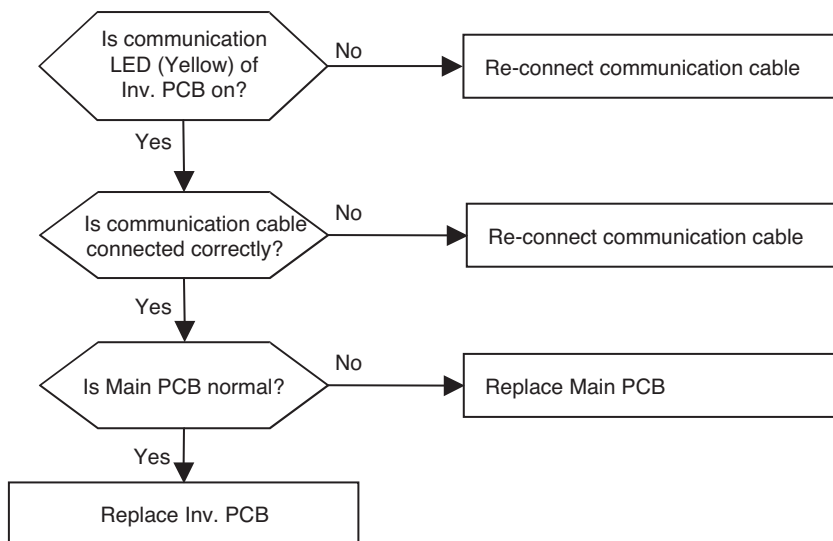 Is communication
LED (Yellow) of
Inv. PCB on?
No
Re-connect communication cable
Yes
Is communication cable
connected correctly?
No
Re-connect communication cable
Yes
Is Main PCB normal?
No
Replace Main PCB
Yes
Replace Inv. PCB